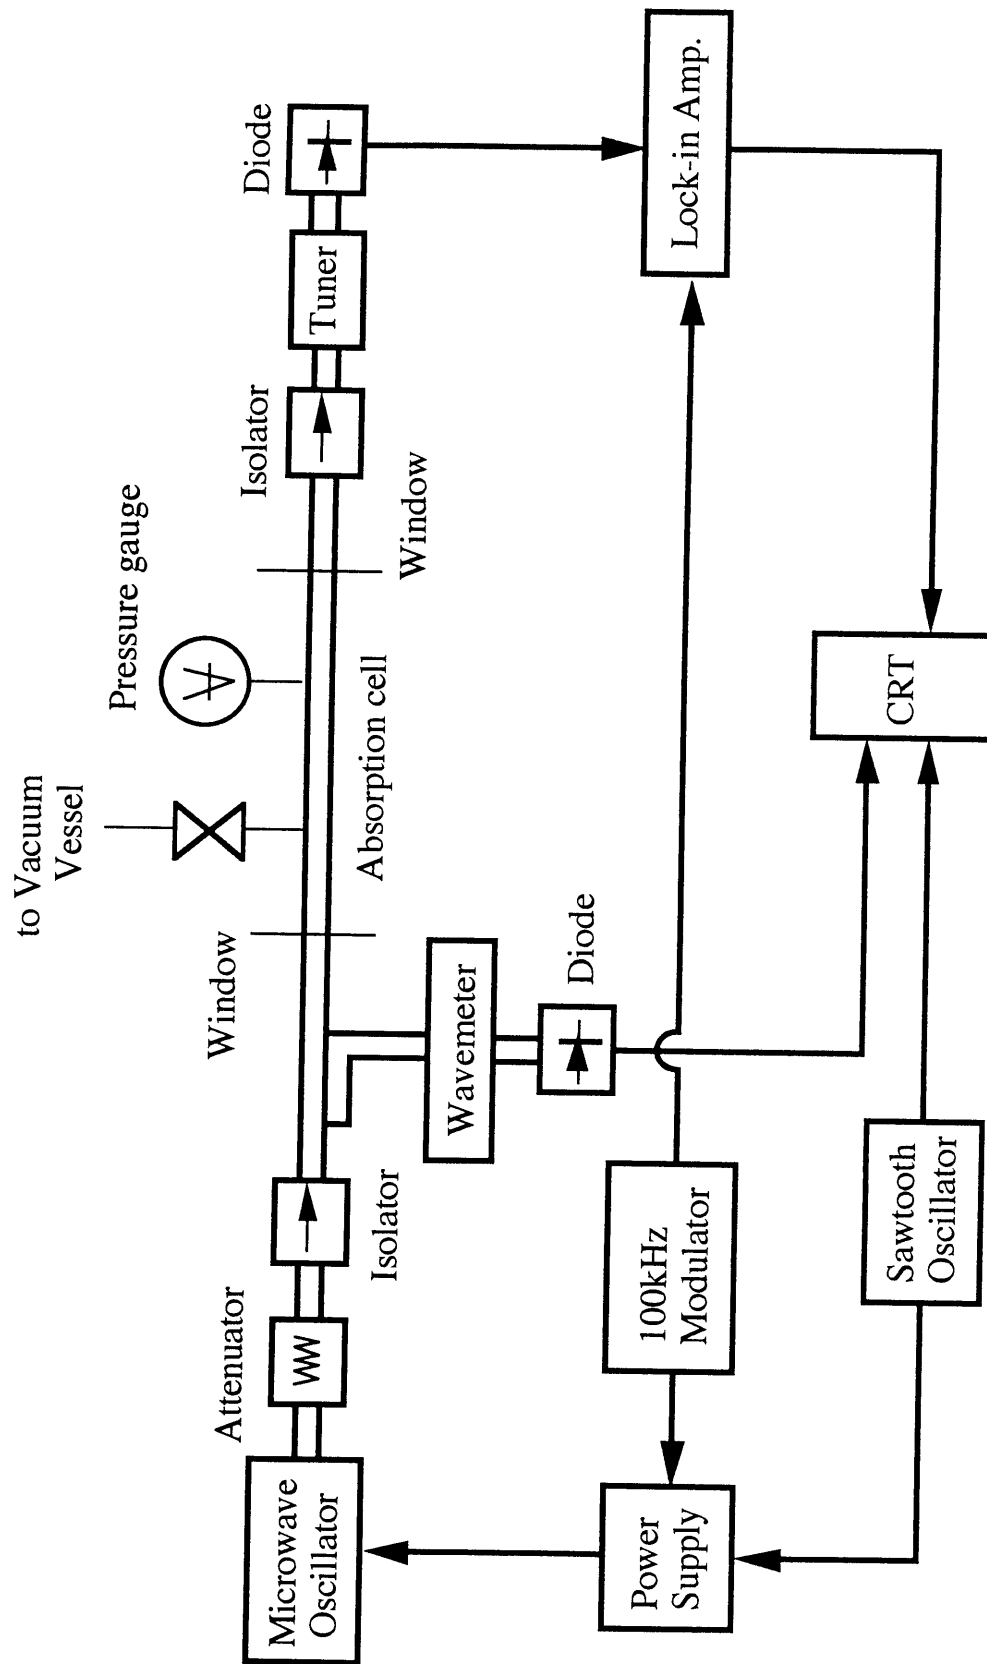 to Vacuum
Vessel
Pressure gauge
Window
Absorption cell
Window
Attenuator
Isolator
Isolator
Diode
Microwave
Oscillator
Tuner
Wavemeter
Diode
Power
Supply
100kHz
Modulator
Lock-in Amp.
Sawtooth
Oscillator
CRT